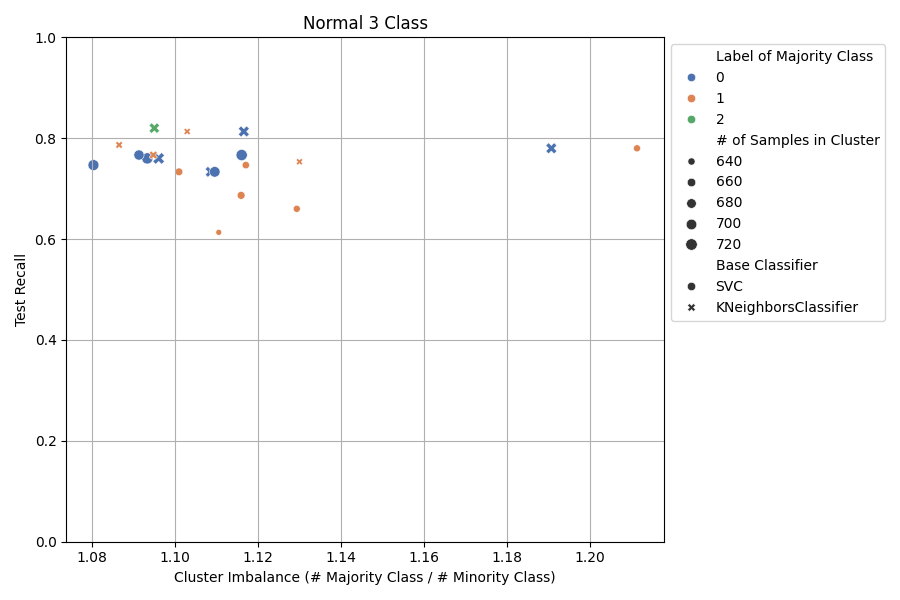 Normal 3 Class
1.0
0.8
0.6
0.4
0.2
0.0
Test Recall
1.08
1.10
1.12
1.14
1.16
1.18
1.20
Cluster Imbalance (# Majority Class / # Minority Class)
Label of Majority Class
0
1
2
# of Samples in Cluster
640
660
680
700
720
Base Classifier
SVC
KNeighborsClassifier